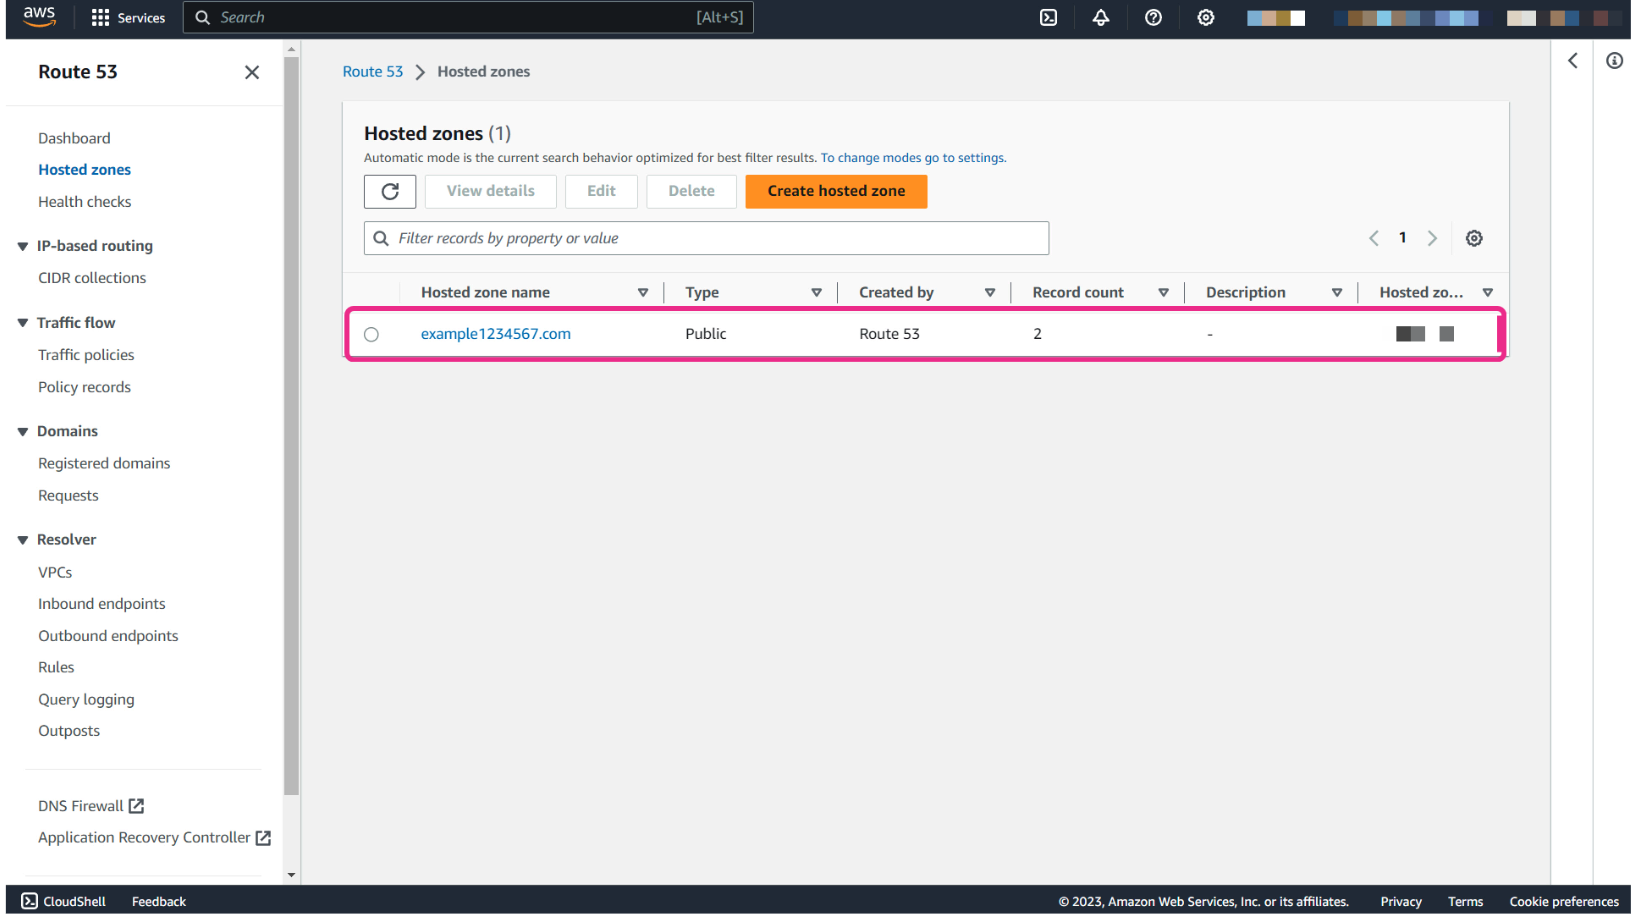 aws
Services
Search
[Alt+S]
Route 53
Dashboard
Hosted zones
Health checks
IP-based routing
CIDR collections
Traffic flow
Traffic policies
Policy records
Domains
Registered domains
Requests
Resolver
VPCs
Inbound endpoints
Outbound endpoints
Rules
Query logging
Outposts
DNS Firewall
Application Recovery Controller
Route 53 Hosted zones
Hosted zones (1)
Automatic mode is the current search behavior optimized for best filter results. To change modes go to settings.
View details Edit Delete Create hosted zone
Filter records by property or value
1
Hosted zone name Type Created by Record count Description Hosted zo...
example1234567.com Public Route 53 2 -
CloudShell Feedback © 2023, Amazon Web Services, Inc. or its affiliates. Privacy Terms Cookie preferences